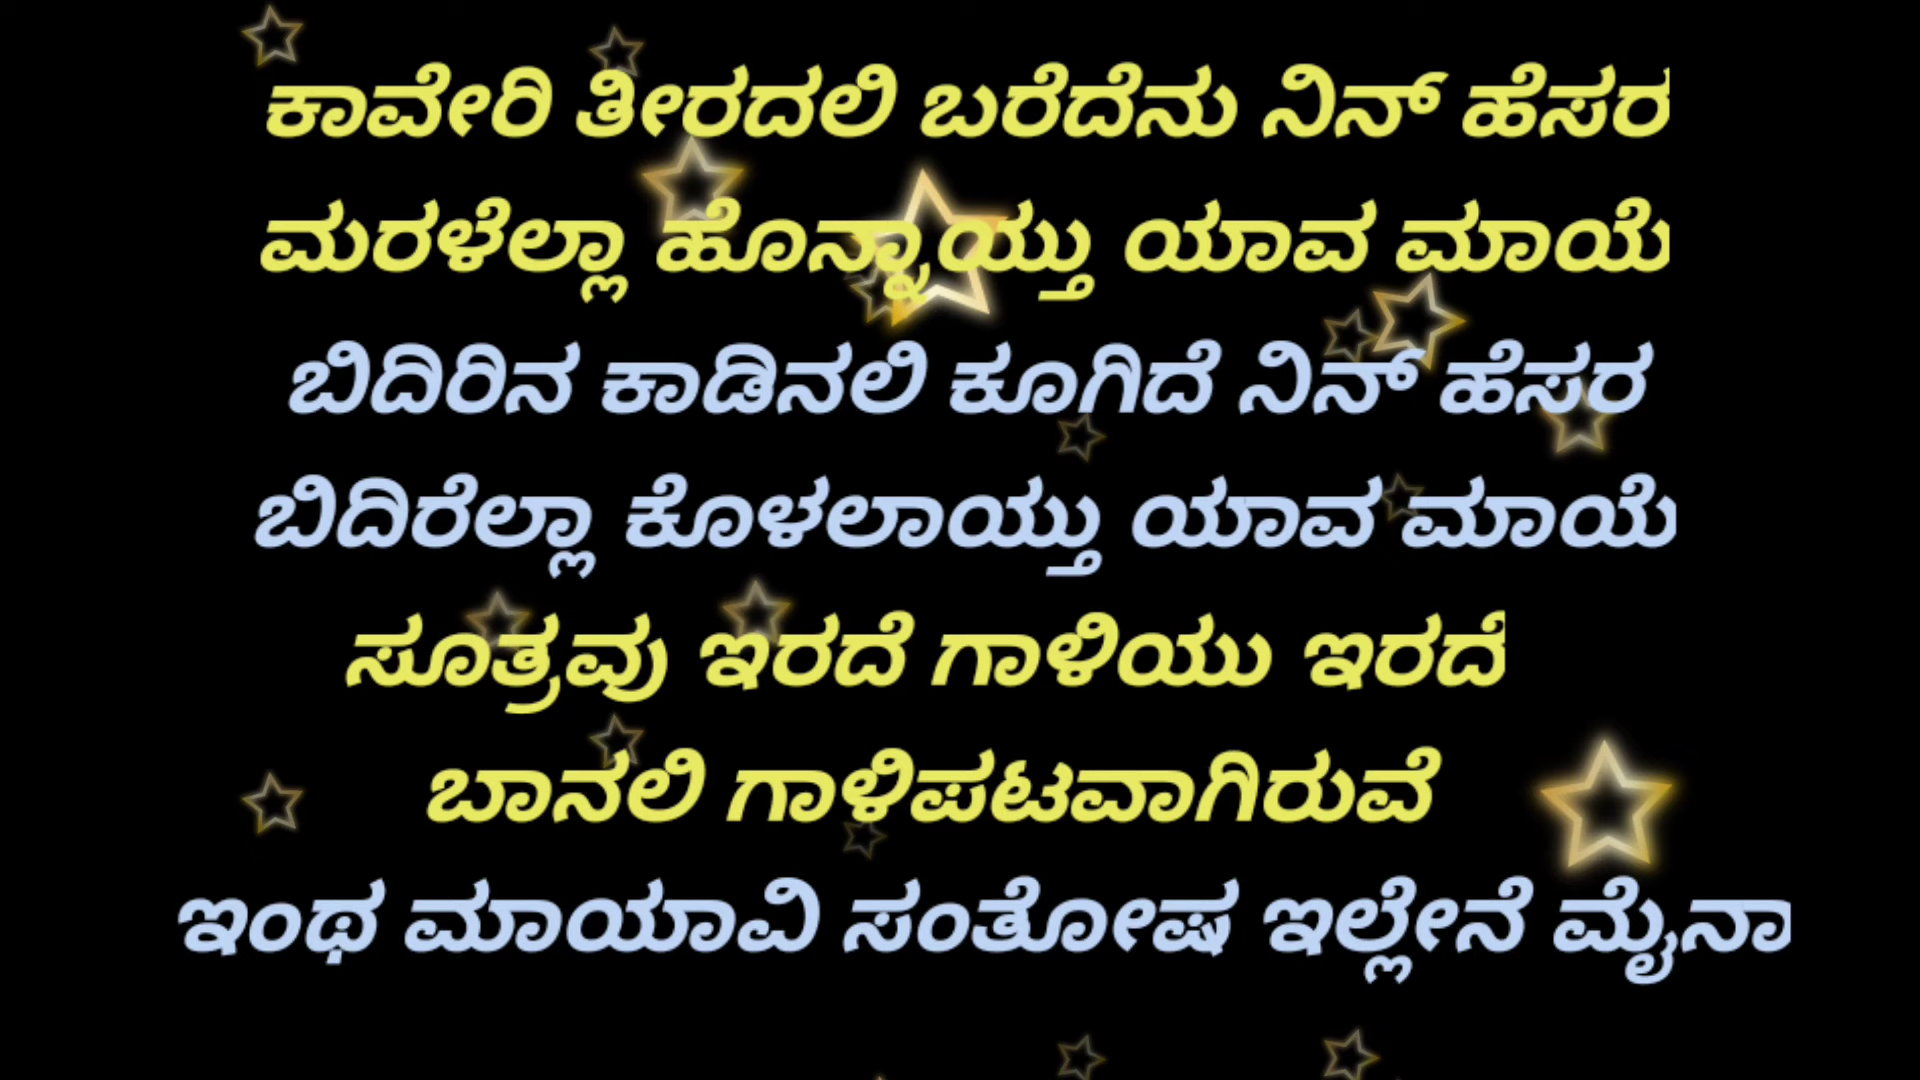 ಕಾವೇರಿ ತೀರದಲಿ ಬರೆದೆನು ನಿನ್ ಹೆಸರ
ಮರಳೆಲ್ಲಾ ಹೊನ್ನಾಯ್ತು ಯಾವ ಮಾಯೆ
ಬಿದಿರಿನ ಕಾಡಿನಲಿ ಕೂಗಿದೆ ನಿನ್ ಹೆಸರ
ಬಿದಿರೆಲ್ಲಾ ಕೊಳಲಾಯ್ತು ಯಾವ ಮಾಯೆ
ಸೂತ್ರವು ಇರದೆ ಗಾಳಿಯು ಇರದೆ
ಬಾನಲಿ ಗಾಳಿಪಟವಾಗಿರುವೆ
ಇಂಥ ಮಾಯಾವಿ ಸಂತೋಷ ಇಲ್ಲೇನೆ ಮೈನಾ